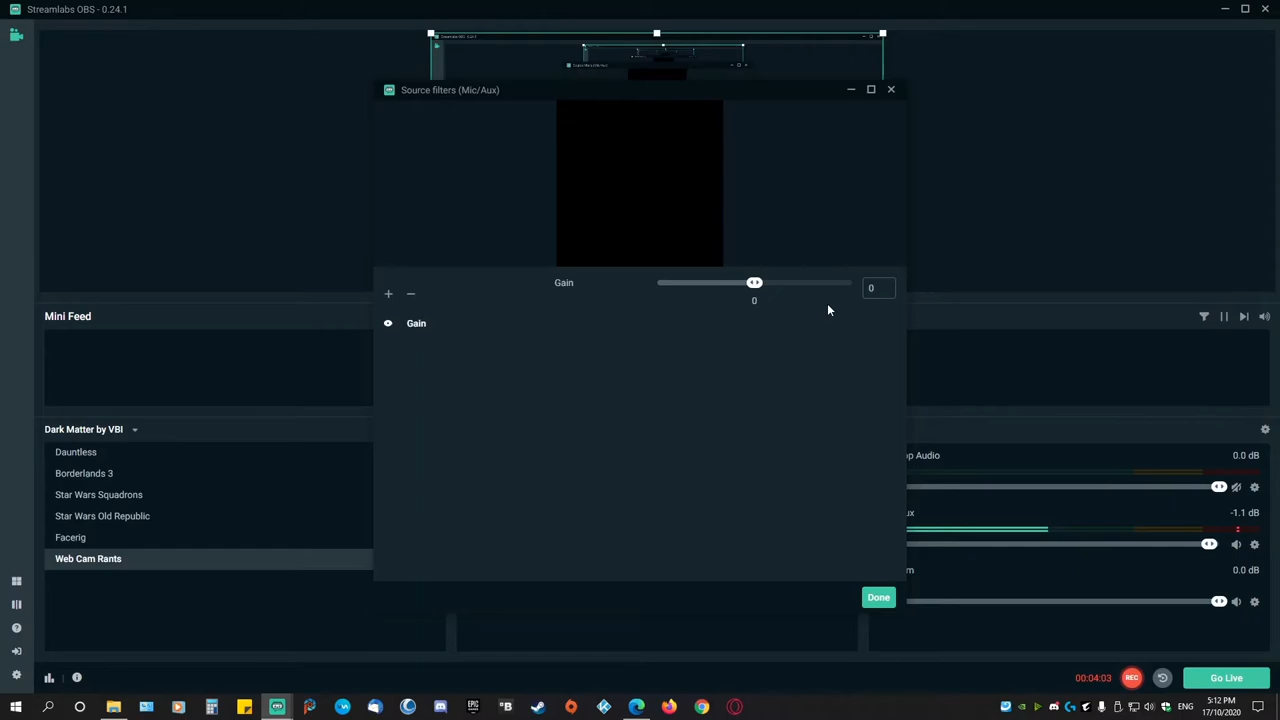 Streamlabs OBS - 0.24.1
Source filters (Mic/Aux)
Gain
0
0
Gain
Mini Feed
Dark Matter by VBI
Dauntless
Borderlands 3
Star Wars Squadrons
Star Wars Old Republic
Facerig
Web Cam Rants
op Audio
0.0 dB
ux
-1.1 dB
m
0.0 dB
Done
00:04:03
REC
Go Live
5:12 PM
17/10/2020